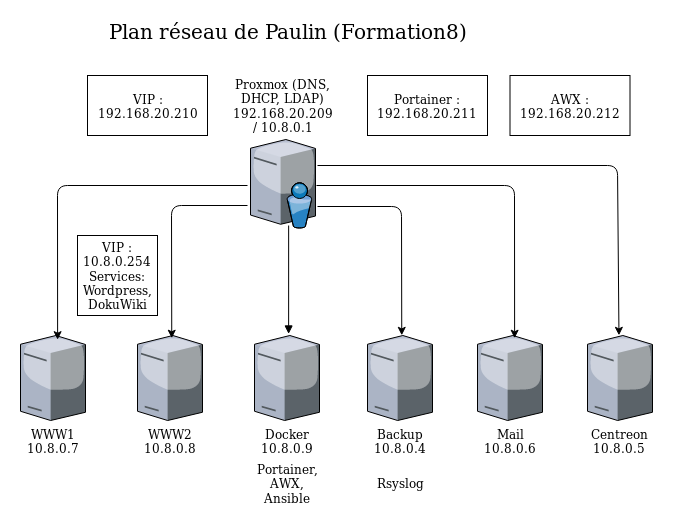 Plan réseau de Paulin (Formation8)
VIP :
192.168.20.210
Proxmox (DNS,
DHCP, LDAP)
192.168.20.209
/ 10.8.0.1
Portainer :
192.168.20.211
AWX :
192.168.20.212
VIP :
10.8.0.254
Services:
Wordpress,
DokuWiki
WWW1
10.8.0.7
WWW2
10.8.0.8
Docker
10.8.0.9
Portainer,
AWX,
Ansible
Backup
10.8.0.4
Rsyslog
Mail
10.8.0.6
Centreon
10.8.0.5